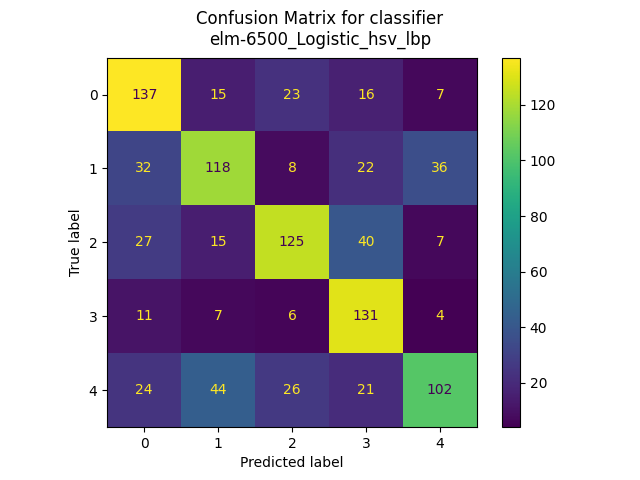 Confusion Matrix for classifier
elm-6500_Logistic_hsv_lbp
0 137 15 23 16 7
1 32 118 8 22 36
2 27 15 125 40 7
3 11 7 6 131 4
4 24 44 26 21 102
0 1 2 3 4
True label
Predicted label
120
100
80
60
40
20